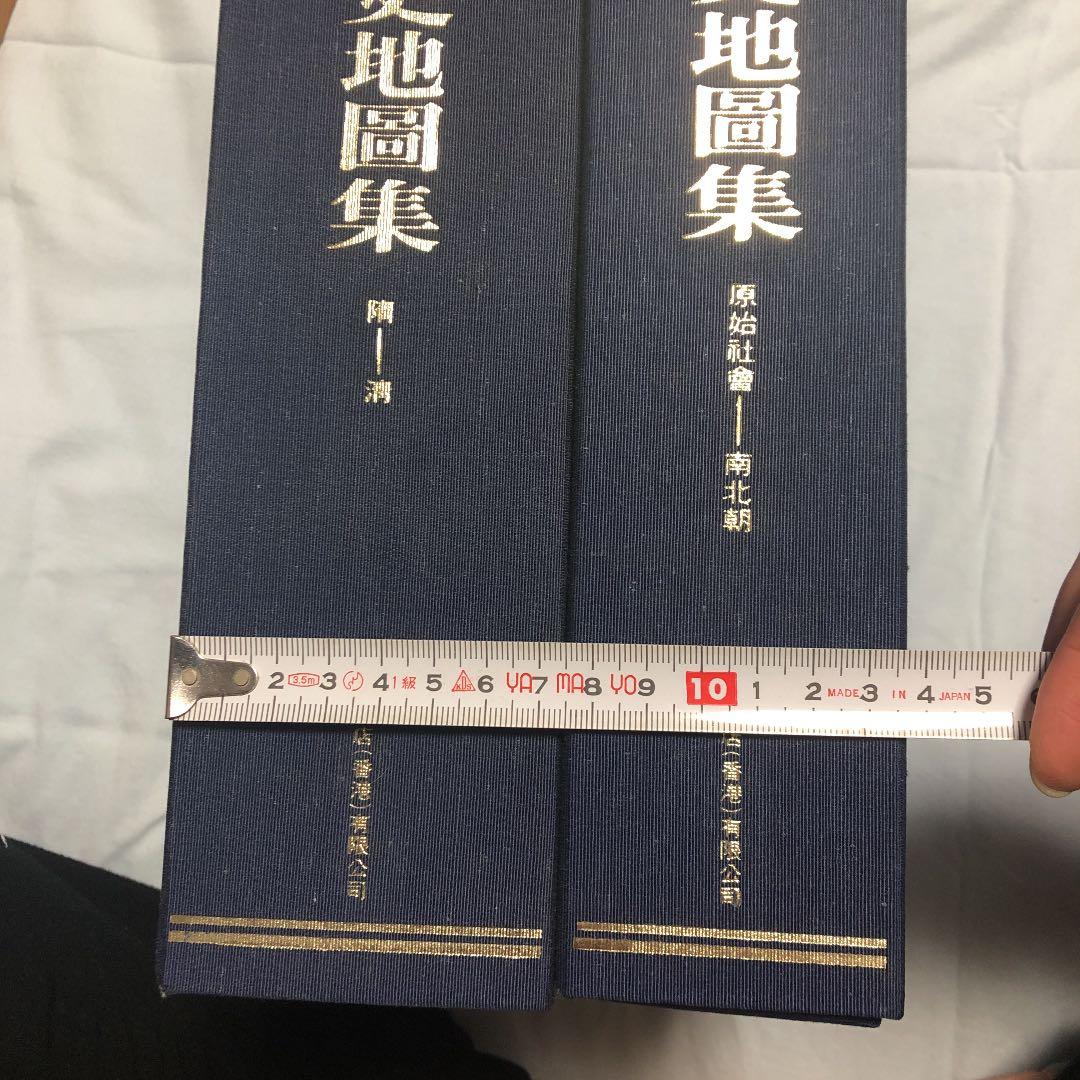 地圖集
原始社會—南北朝
(香港)有限公司
史地圖集
隋—清
(香港)有限公司
2 3.5m 3 4 1級 5 KDS 6 YA 7 MA 8 YO 9 10 1 2 MADE 3 IN 4 JAPAN 5